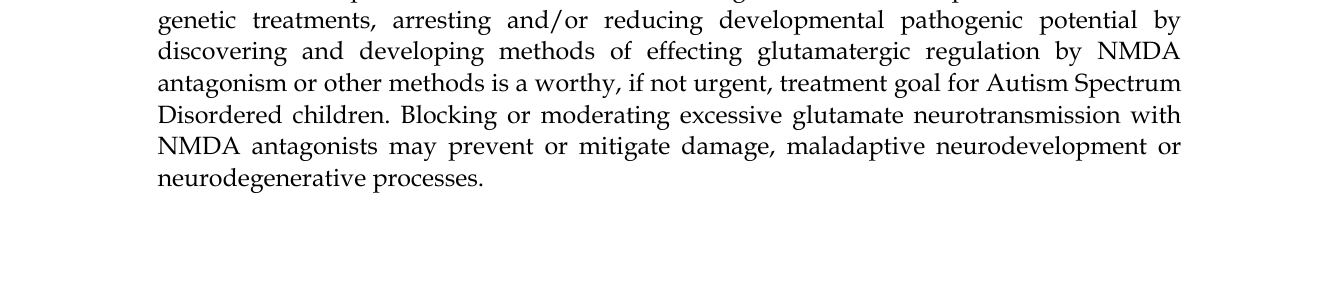 genetic treatments, arresting and/or reducing developmental pathogenic potential by
discovering and developing methods of effecting glutamatergic regulation by NMDA
antagonism or other methods is a worthy, if not urgent, treatment goal for Autism Spectrum
Disordered children. Blocking or moderating excessive glutamate neurotransmission with
NMDA antagonists may prevent or mitigate damage, maladaptive neurodevelopment or
neurodegenerative processes.